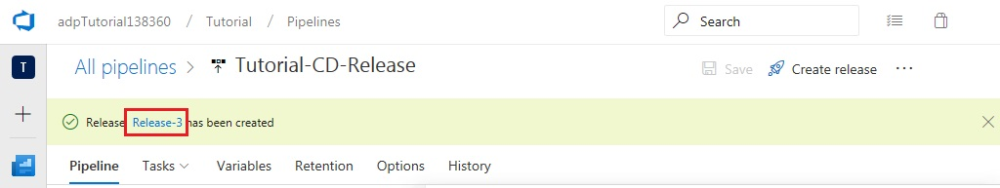 adpTutorial138360 / Tutorial / Pipelines Search
T All pipelines > Tutorial-CD-Release Save Create release ...
Release Release-3 has been created
Pipeline Tasks Variables Retention Options History